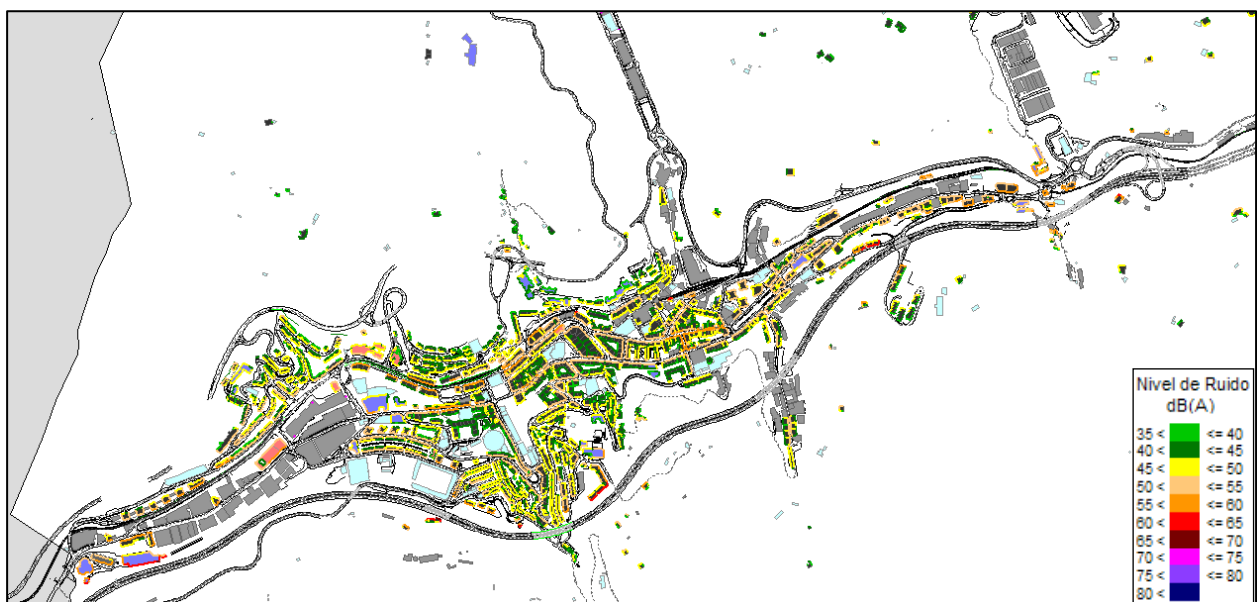 Nivel de Ruido
dB(A)
35 < <= 40
40 < <= 45
45 < <= 50
50 < <= 55
55 < <= 60
60 < <= 65
65 < <= 70
70 < <= 75
75 < <= 80
80 <